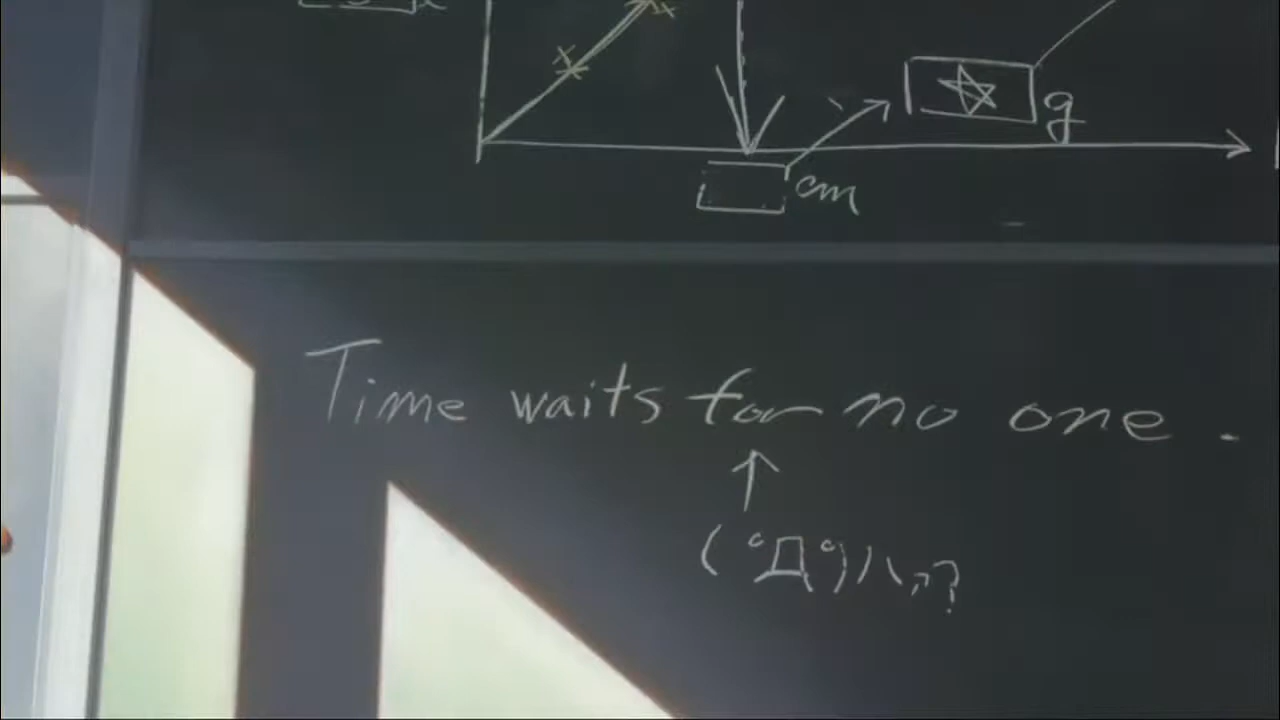 x
x
g
cm
Time waits for no one.
↑
(゚Д゚)ハァ?